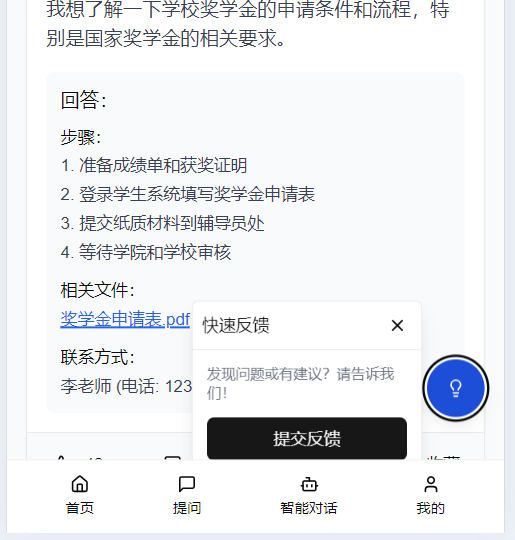 我想了解一下学校奖学金的申请条件和流程，特
别是国家奖学金的相关要求。
回答：
步骤：
1. 准备成绩单和获奖证明
2. 登录学生系统填写奖学金申请表
3. 提交纸质材料到辅导员处
4. 等待学院和学校审核
相关文件：
奖学金申请表.pdf
联系方式：
李老师 (电话: 123
快速反馈
发现问题或有建议？请告诉我
们！
提交反馈
首页
提问
智能对话
我的